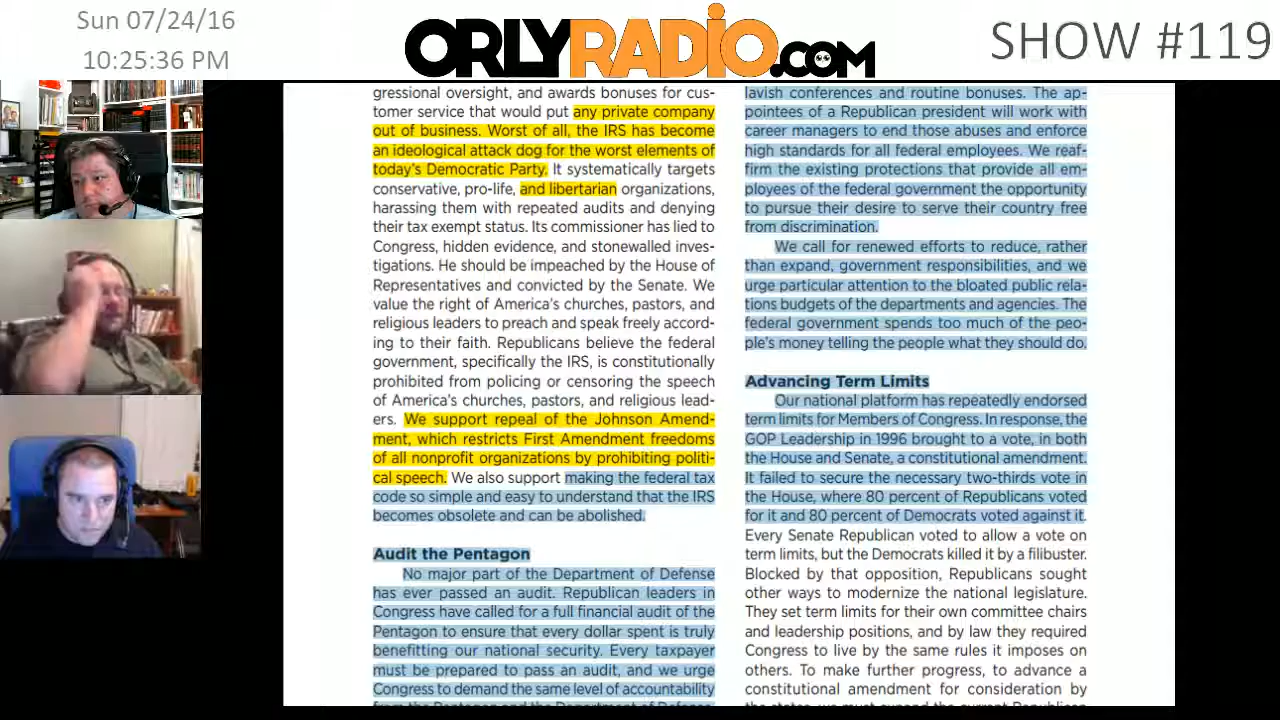 Sun 07/24/16
10:25:36 PM
ORLYRADIO.COM
SHOW #119
gressional oversight, and awards bonuses for cus-
tomer service that would put any private company
out of business. Worst of all, the IRS has become
an ideological attack dog for the worst elements of
today's Democratic Party. It systematically targets
conservative, pro-life, and libertarian organizations,
harassing them with repeated audits and denying
their tax exempt status. Its commissioner has lied to
Congress, hidden evidence, and stonewalled inves-
tigations. He should be impeached by the House of
Representatives and convicted by the Senate. We
value the right of America's churches, pastors, and
religious leaders to preach and speak freely accord-
ing to their faith. Republicans believe the federal
government, specifically the IRS, is constitutionally
prohibited from policing or censoring the speech
of America's churches, pastors, and religious lead-
ers. We support repeal of the Johnson Amend-
ment, which restricts First Amendment freedoms
of all nonprofit organizations by prohibiting politi-
cal speech. We also support making the federal tax
code so simple and easy to understand that the IRS
becomes obsolete and can be abolished.
Audit the Pentagon
No major part of the Department of Defense
has ever passed an audit. Republican leaders in
Congress have called for a full financial audit of the
Pentagon to ensure that every dollar spent is truly
benefitting our national security. Every taxpayer
must be prepared to pass an audit, and we urge
Congress to demand the same level of accountability
from the Pentagon and the Department of Defense.
lavish conferences and routine bonuses. The ap-
pointees of a Republican president will work with
career managers to end those abuses and enforce
high standards for all federal employees. We reaf-
firm the existing protections that provide all em-
ployees of the federal government the opportunity
to pursue their desire to serve their country free
from discrimination.
We call for renewed efforts to reduce, rather
than expand, government responsibilities, and we
urge particular attention to the bloated public rela-
tions budgets of the departments and agencies. The
federal government spends too much of the peo-
ple's money telling the people what they should do.
Advancing Term Limits
Our national platform has repeatedly endorsed
term limits for Members of Congress. In response, the
GOP Leadership in 1996 brought to a vote, in both
the House and Senate, a constitutional amendment.
It failed to secure the necessary two-thirds vote in
the House, where 80 percent of Republicans voted
for it and 80 percent of Democrats voted against it.
Every Senate Republican voted to allow a vote on
term limits, but the Democrats killed it by a filibuster.
Blocked by that opposition, Republicans sought
other ways to modernize the national legislature.
They set term limits for their own committee chairs
and leadership positions, and by law they required
Congress to live by the same rules it imposes on
others. To make further progress, to advance a
constitutional amendment for consideration by
the states, we must expand the current Republican